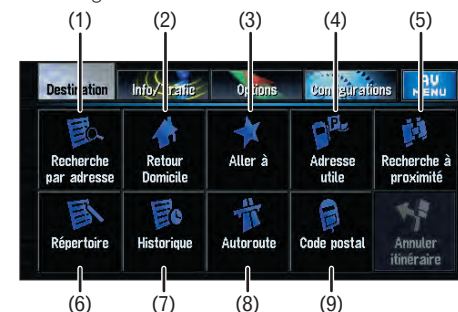 (1) (2) (3) (4) (5)
Destination Info/Trafic Options Configurations AV MENU
Recherche par adresse
Retour Domicile
Aller à
Adresse utile
Recherche à proximité
Répertoire
Historique
Autoroute
Code postal
Annuler itinéraire
(6) (7) (8) (9)